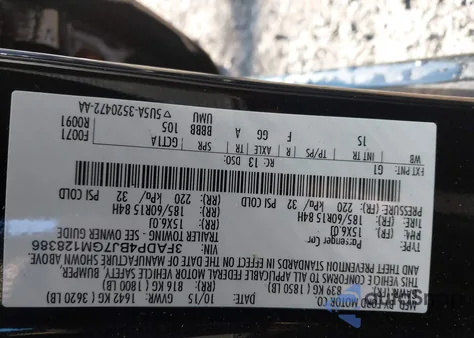 MFD. BY FORD MOTOR CO.
DATE: 10/15 GVWR: 1642 KG ( 3620 LB)
FRONT GAWR: 839 KG ( 1850 LB) (RR): 816 KG ( 1800 LB)
THIS VEHICLE CONFORMS TO ALL APPLICABLE FEDERAL MOTOR VEHICLE SAFETY, BUMPER,
AND THEFT PREVENTION STANDARDS IN EFFECT ON THE DATE OF MANUFACTURE SHOWN ABOVE.
VIN: 3FADP4BJ7GM128386
TRAILER TOWING - SEE OWNER GUIDE
Passenger Car
15X6.0J (RR): 15X6.0J
185/60R15 84H (RR): 185/60R15 84H
PRESSURE: 220 kPa/ 32 PSI COLD (RR): 220 kPa/ 32 PSI COLD
EXT PNT: G1 RC: 13 DSO: F0071
WB INT TR TP/PS R AXLE TR SPR GC11A R0091
15 F GG A BBBB 105 UMU
5U5A-3520472-AA